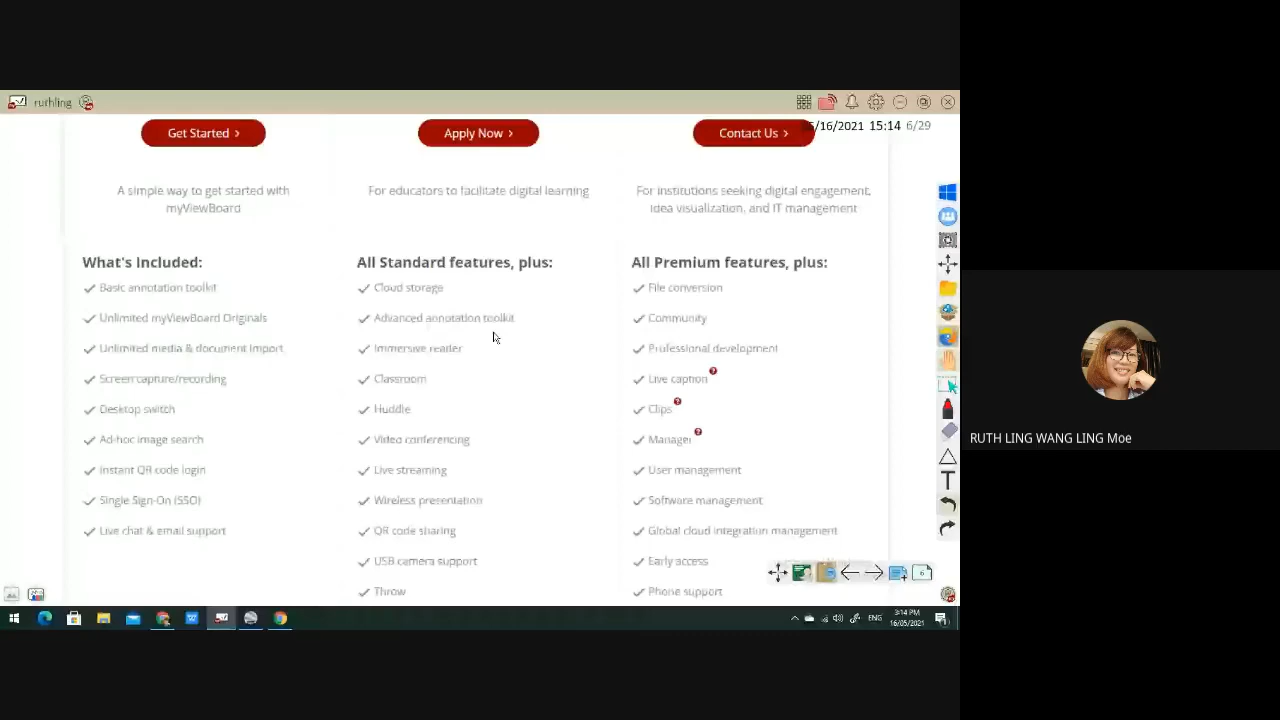 ruthling
Get Started >
Apply Now >
Contact Us >
5/16/2021 15:14 6/29
A simple way to get started with
myViewBoard
For educators to facilitate digital learning
For institutions seeking digital engagement,
idea visualization, and IT management
What's Included:
Basic annotation toolkit
Unlimited myViewBoard Originals
Unlimited media & document import
Screen capture/recording
Desktop switch
Ad-hoc image search
Instant QR code login
Single Sign-On (SSO)
Live chat & email support
All Standard features, plus:
Cloud storage
Advanced annotation toolkit
Immersive reader
Classroom
Huddle
Video conferencing
Live streaming
Wireless presentation
QR code sharing
USB camera support
Throw
All Premium features, plus:
File conversion
Community
Professional development
Live caption
Clips
Manager
User management
Software management
Global cloud integration management
Early access
Phone support
RUTH LING WANG LING Moe
ENG
3:14 PM
16/05/2021